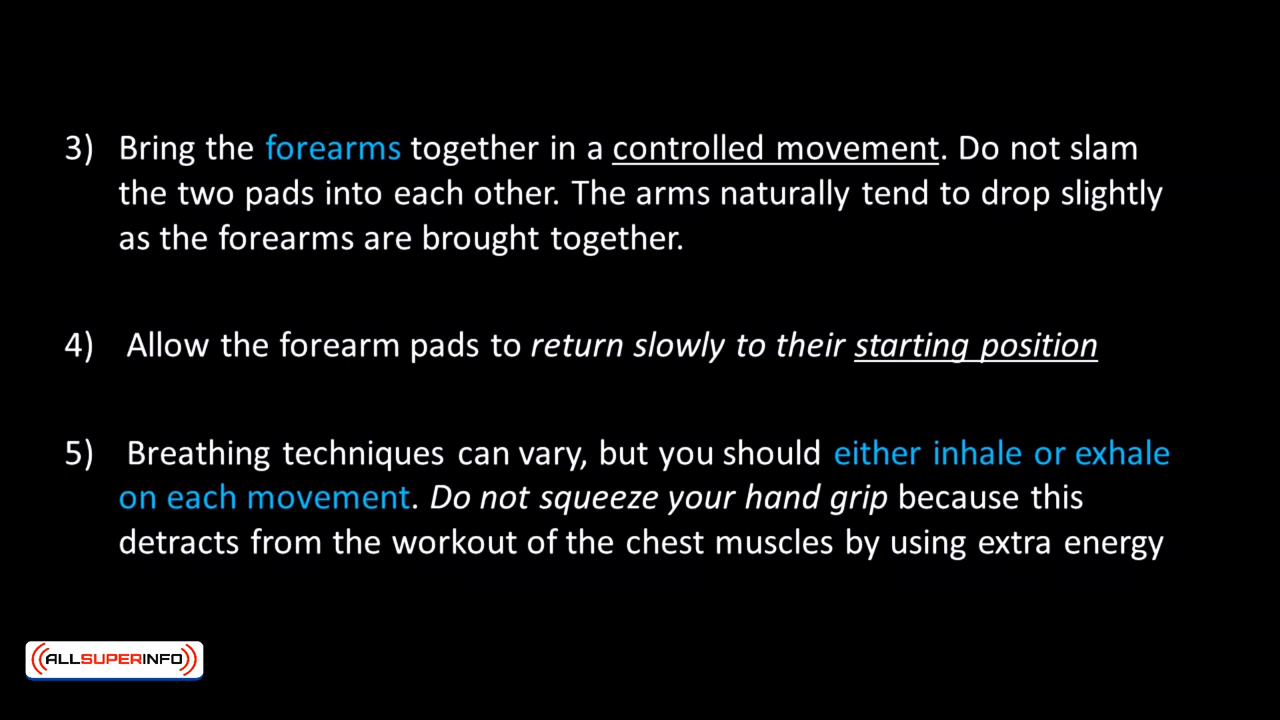 3) Bring the forearms together in a controlled movement. Do not slam
the two pads into each other. The arms naturally tend to drop slightly
as the forearms are brought together.
4) Allow the forearm pads to return slowly to their starting position
5) Breathing techniques can vary, but you should either inhale or exhale
on each movement. Do not squeeze your hand grip because this
detracts from the workout of the chest muscles by using extra energy
ALLSUPERINFO